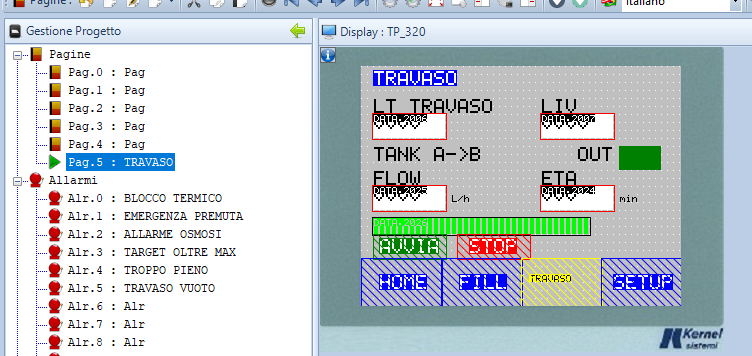 Pagine:
Italiano
Gestione Progetto
Pagine
Pag.0 : Pag
Pag.1 : Pag
Pag.2 : Pag
Pag.3 : Pag
Pag.4 : Pag
Pag.5 : TRAVASO
Allarmi
Alr.0 : BLOCCO TERMICO
Alr.1 : EMERGENZA PREMUTA
Alr.2 : ALLARME OSMOSI
Alr.3 : TARGET OLTRE MAX
Alr.4 : TROPPO PIENO
Alr.5 : TRAVASO VUOTO
Alr.6 : Alr
Alr.7 : Alr
Alr.8 : Alr
Display : TP_320
TRAVASO
LT TRAVASO LIV
DATA.2006 DATA.2007
TANK A->B OUT
FLOW ETA
DATA.2025 L/h DATA.2024 min
DATA.2026
AVVIA STOP
HOME FILL TRAVASO SETUP
Kernel
sistemi